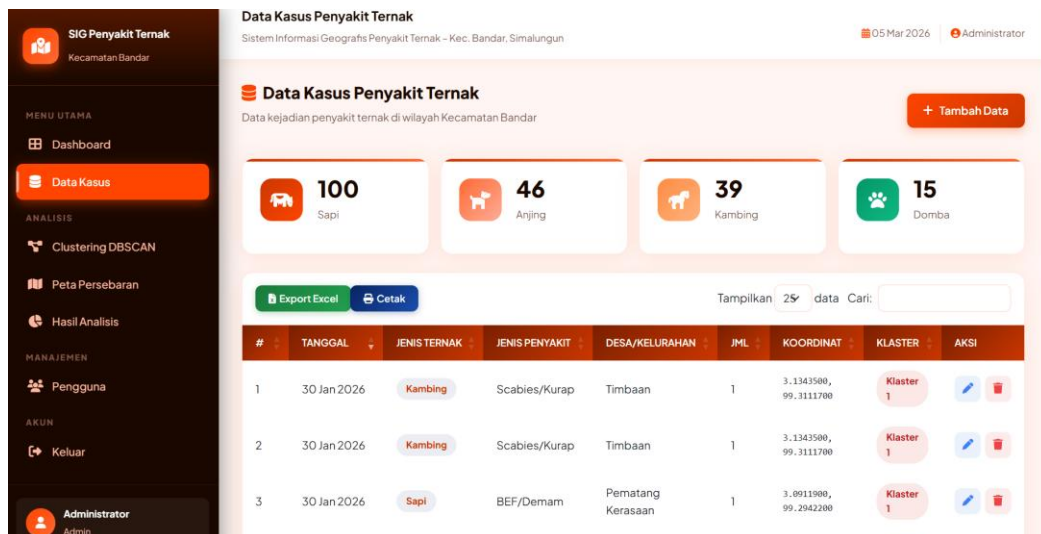 SIG Penyakit Ternak
Kecamatan Bandar
MENU UTAMA
Dashboard
Data Kasus
ANALISIS
Clustering DBSCAN
Peta Persebaran
Hasil Analisis
MANAJEMEN
Pengguna
AKUN
Keluar
Administrator
Admin
Data Kasus Penyakit Ternak
Sistem Informasi Geografis Penyakit Ternak - Kec. Bandar, Simalungun
05 Mar 2026
Administrator
Data Kasus Penyakit Ternak
Data kejadian penyakit ternak di wilayah Kecamatan Bandar
+ Tambah Data
100
Sapi
46
Anjing
39
Kambing
15
Domba
Export Excel
Cetak
Tampilkan 25 data Cari:
# TANGGAL JENIS TERNAK JENIS PENYAKIT DESA/KELURAHAN JML KOORDINAT KLASTER AKSI
1 30 Jan 2026 Kambing Scabies/Kurap Timbaan 1 3.1343500, 99.3111700 Klaster 1
2 30 Jan 2026 Kambing Scabies/Kurap Timbaan 1 3.1343500, 99.3111700 Klaster 1
3 30 Jan 2026 Sapi BEF/Demam Pematang Kerasaan 1 3.0911900, 99.2942200 Klaster 1